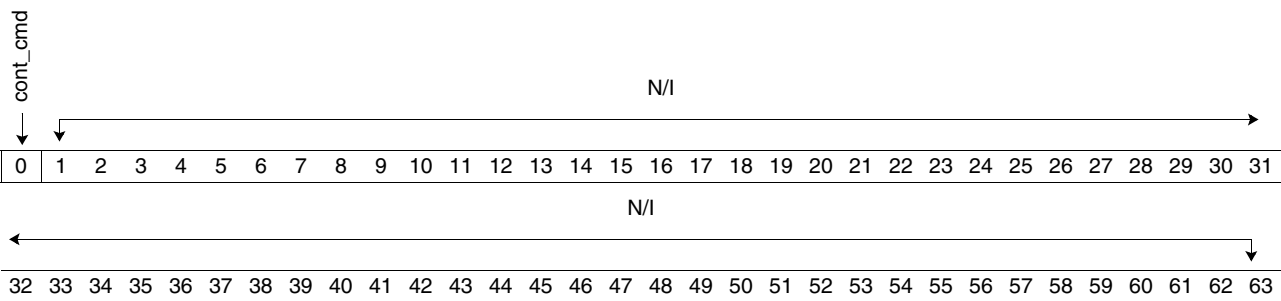 cont_cmd
N/I
0 1 2 3 4 5 6 7 8 9 10 11 12 13 14 15 16 17 18 19 20 21 22 23 24 25 26 27 28 29 30 31
N/I
32 33 34 35 36 37 38 39 40 41 42 43 44 45 46 47 48 49 50 51 52 53 54 55 56 57 58 59 60 61 62 63